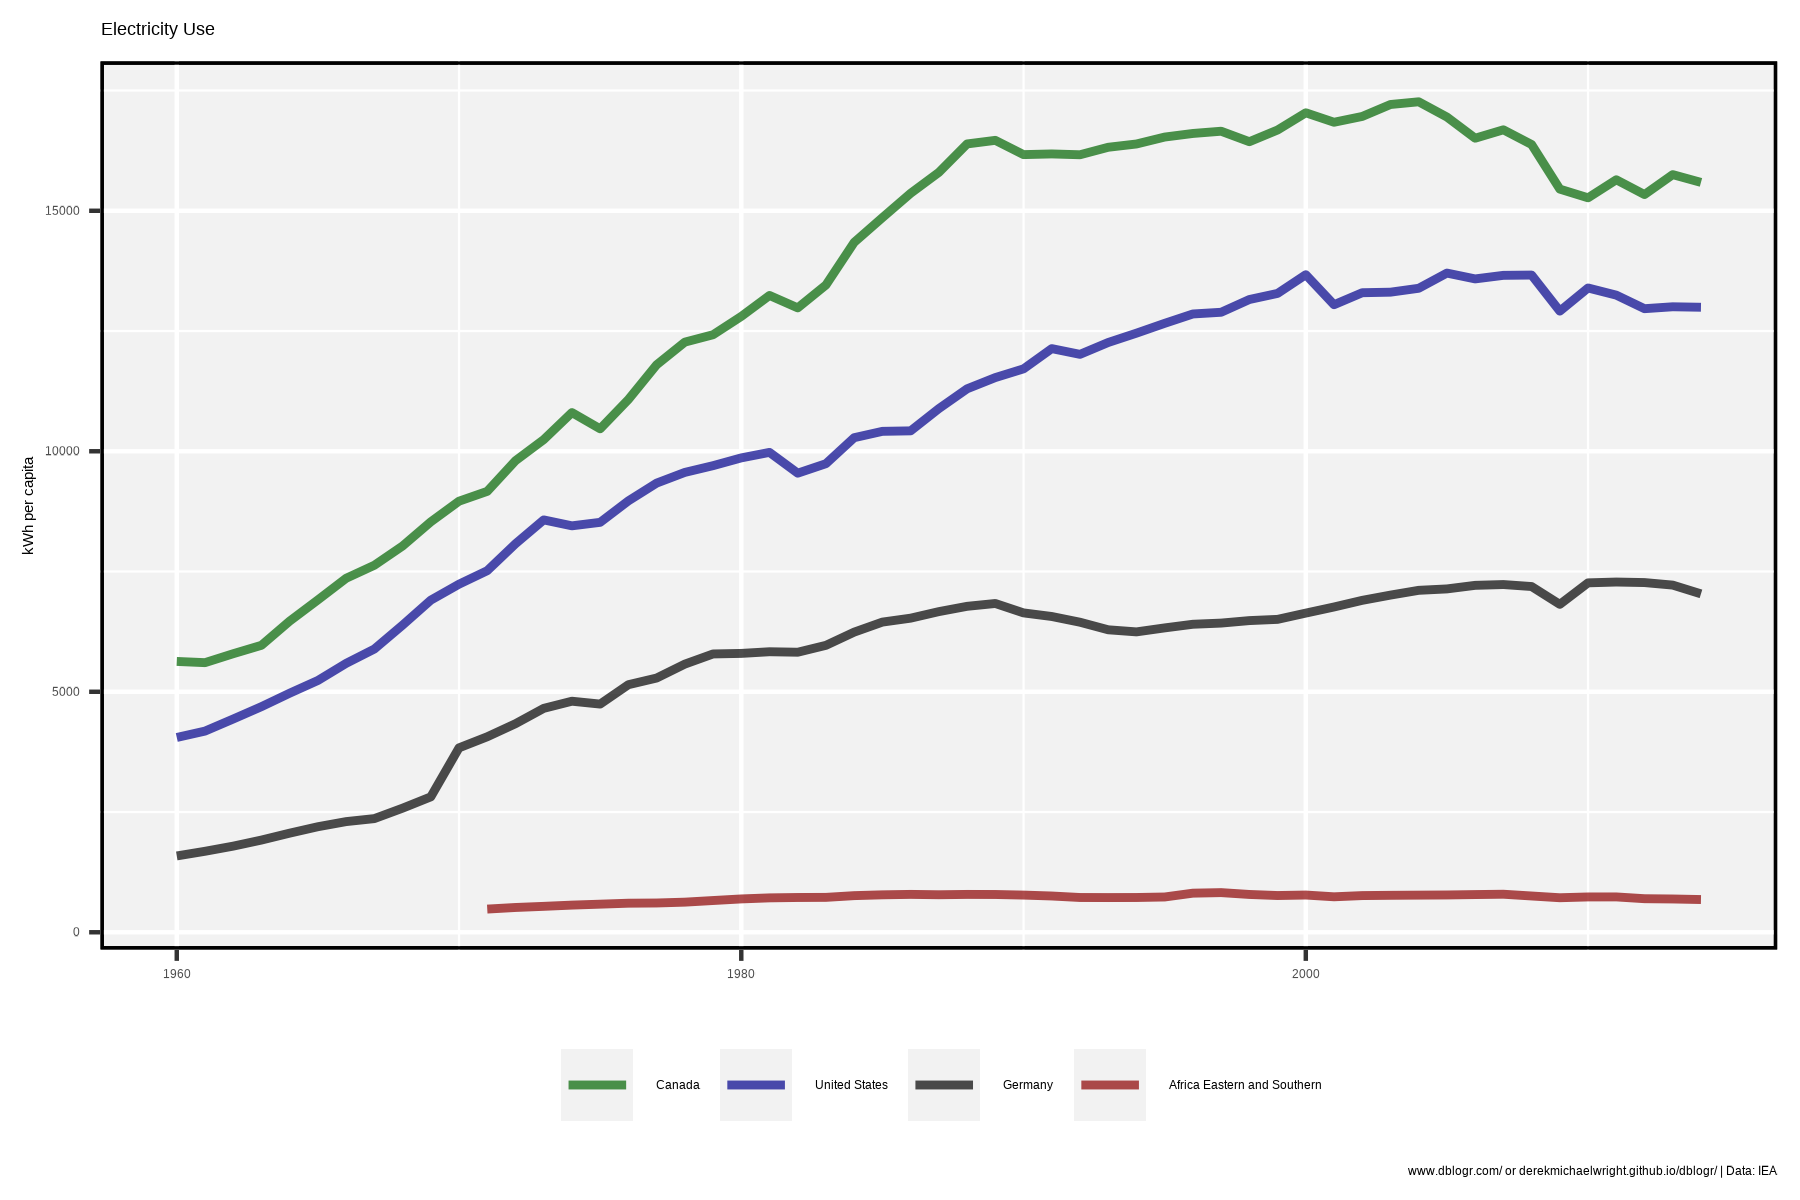 Electricity Use
kWh per capita
15000
10000
5000
0
1960 1980 2000
Canada United States Germany Africa Eastern and Southern
www.dblogr.com/ or derekmichaelwright.github.io/dblogr/ | Data: IEA